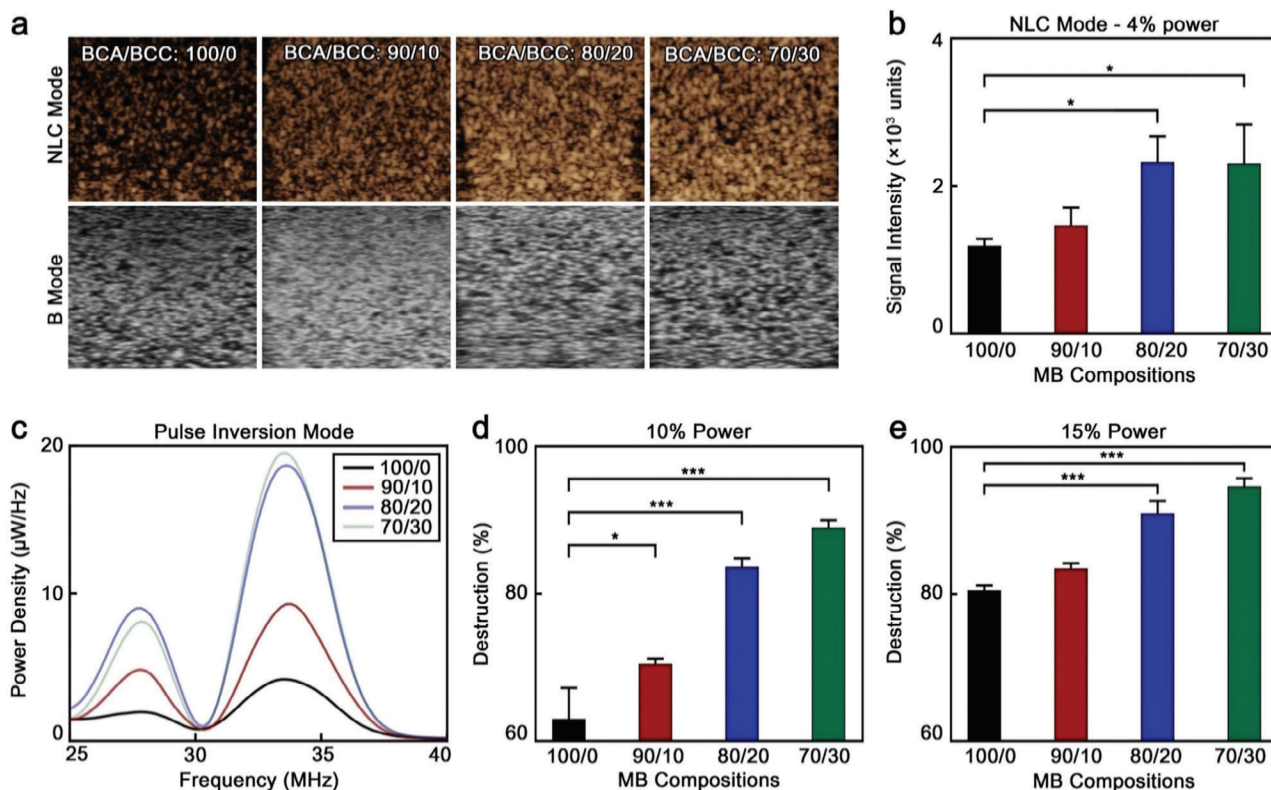 a
BCA/BCC: 100/0
BCA/BCC: 90/10
BCA/BCC: 80/20
BCA/BCC: 70/30
NLC Mode
B Mode
b
NLC Mode - 4% power
Signal Intensity (×10³ units)
4
2
0
*
*
100/0 90/10 80/20 70/30
MB Compositions
c
Pulse Inversion Mode
Power Density (μW/Hz)
20
10
0
100/0
90/10
80/20
70/30
25 30 35 40
Frequency (MHz)
d
10% Power
Destruction (%)
100
80
60
***
***
*
100/0 90/10 80/20 70/30
MB Compositions
e
15% Power
Destruction (%)
100
80
60
***
***
100/0 90/10 80/20 70/30
MB Compositions